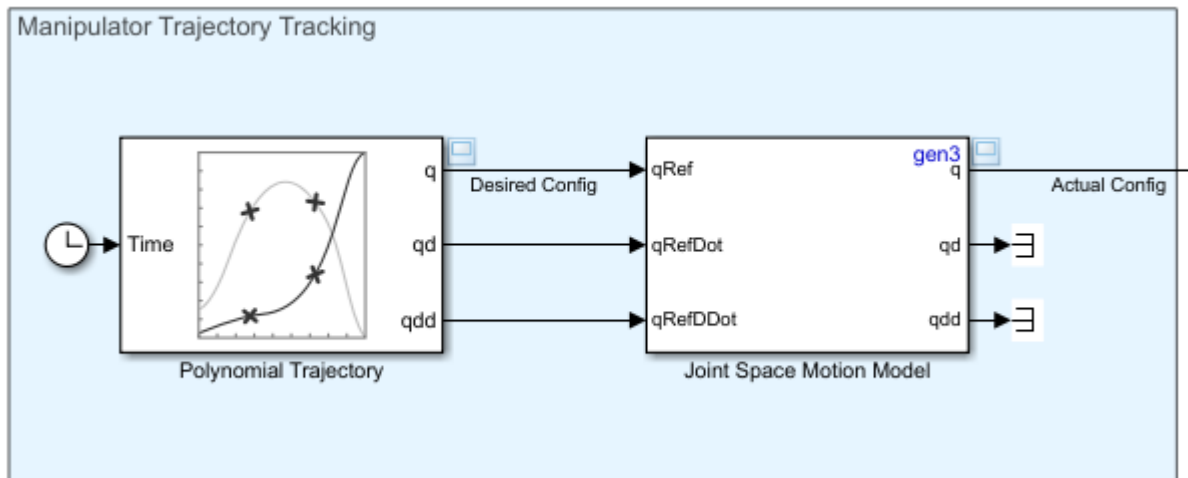 Manipulator Trajectory Tracking
gen3
q
Desired Config
qRef
q
Actual Config
Time
qd
qRefDot
qd
qdd
qRefDDot
qdd
Polynomial Trajectory
Joint Space Motion Model